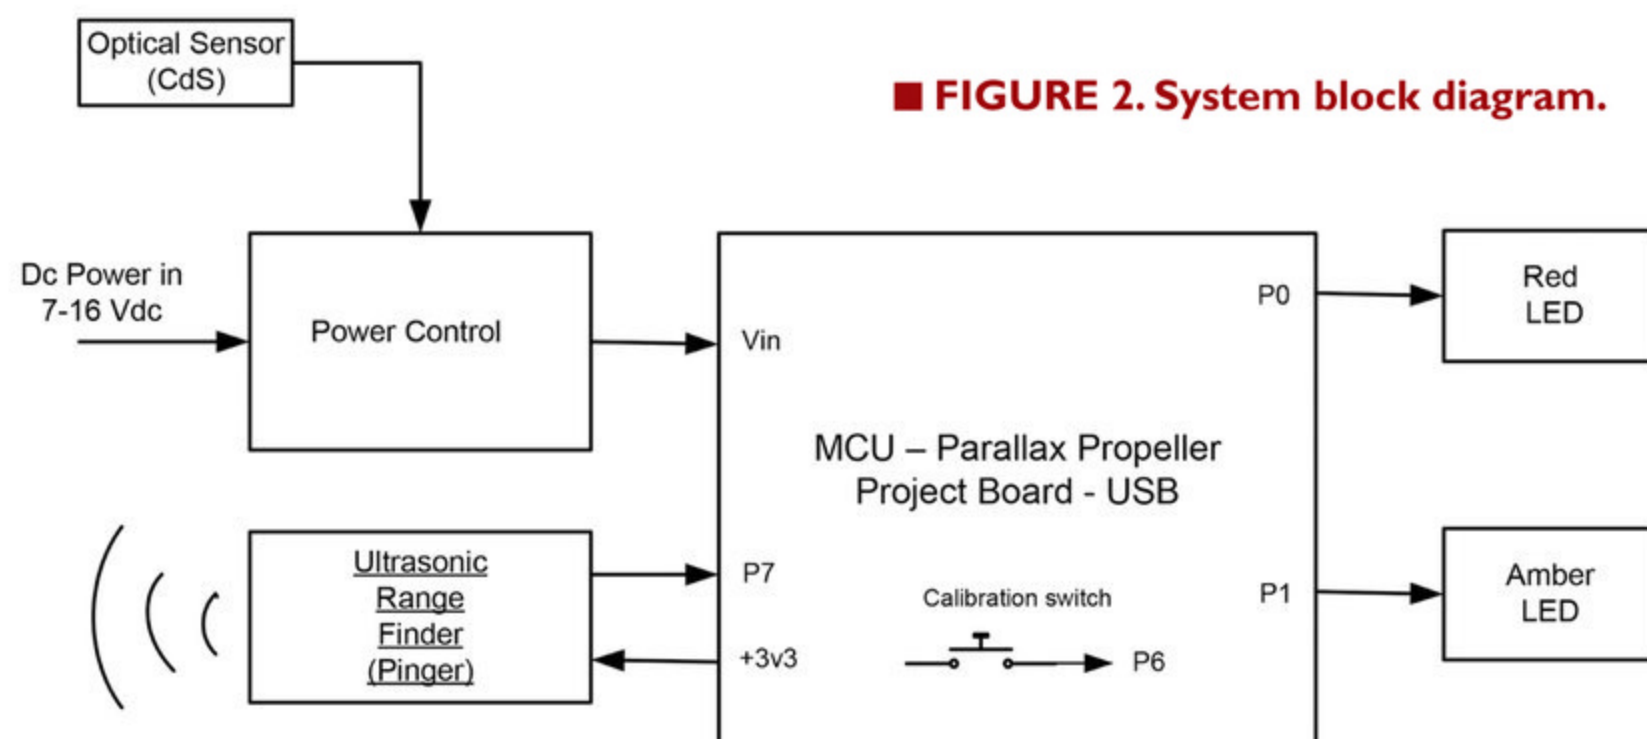 Optical Sensor
(CdS)
■ FIGURE 2. System block diagram.
Dc Power in
7-16 Vdc
Power Control
Vin
P0
Red
LED
MCU – Parallax Propeller
Project Board - USB
Ultrasonic
Range
Finder
(Pinger)
P7
+3v3
Calibration switch
P6
P1
Amber
LED